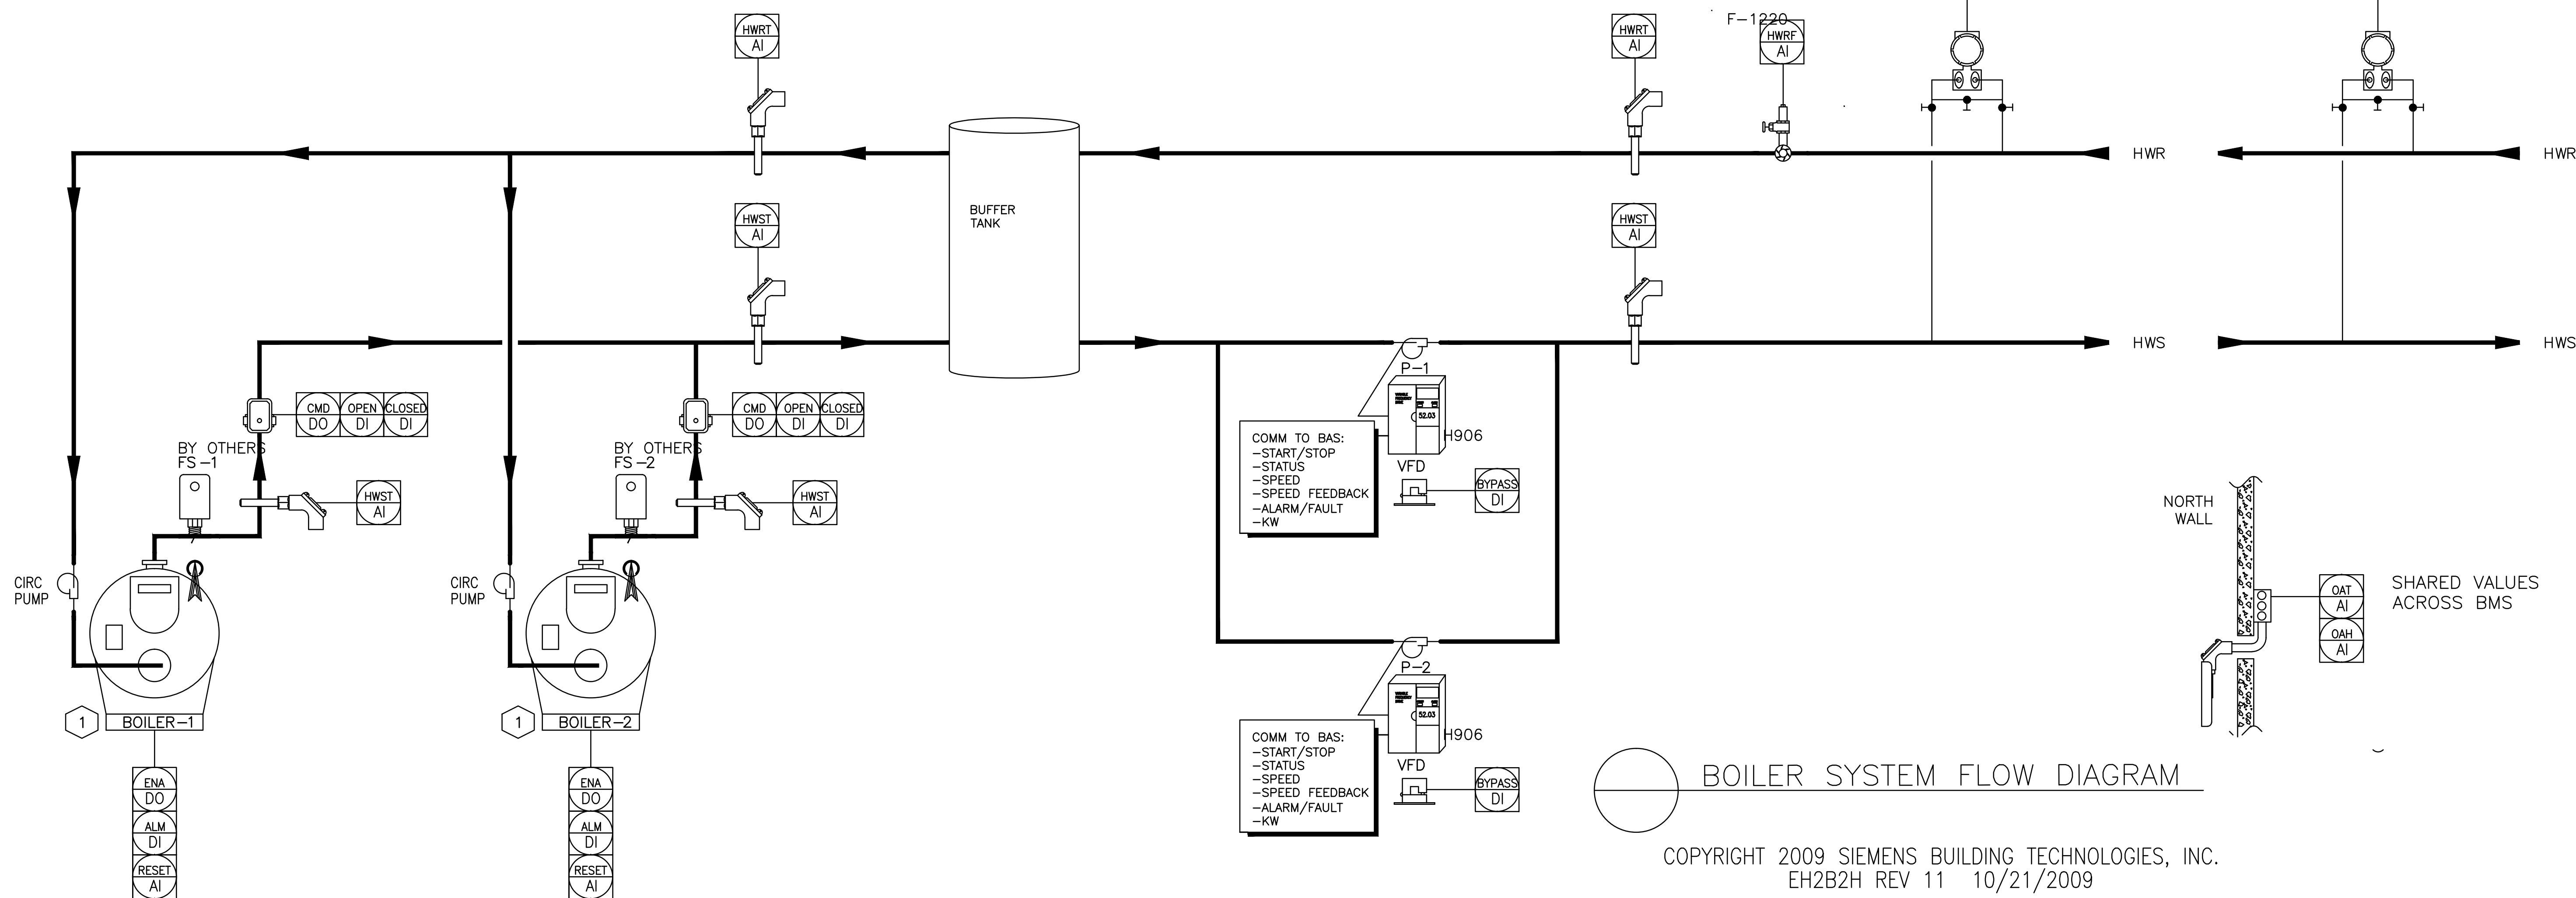 HWRT
AI
HWRT
AI
F-1220
HWRF
AI
HWR
HWR
BUFFER
TANK
HWST
AI
HWST
AI
HWS
HWS
P-1
CMD
DO
OPEN
DI
CLOSED
DI
CMD
DO
OPEN
DI
CLOSED
DI
52.03
H906
COMM TO BAS:
-START/STOP
-STATUS
-SPEED
-SPEED FEEDBACK
-ALARM/FAULT
-KW
VFD
BYPASS
DI
BY OTHERS
FS-1
HWST
AI
BY OTHERS
FS-2
HWST
AI
NORTH
WALL
CIRC
PUMP
CIRC
PUMP
OAT
AI
OAH
AI
SHARED VALUES
ACROSS BMS
P-2
52.03
H906
1
BOILER-1
1
BOILER-2
COMM TO BAS:
-START/STOP
-STATUS
-SPEED
-SPEED FEEDBACK
-ALARM/FAULT
-KW
VFD
BYPASS
DI
ENA
DO
ALM
DI
RESET
AI
ENA
DO
ALM
DI
RESET
AI
BOILER SYSTEM FLOW DIAGRAM
COPYRIGHT 2009 SIEMENS BUILDING TECHNOLOGIES, INC.
EH2B2H REV 11 10/21/2009